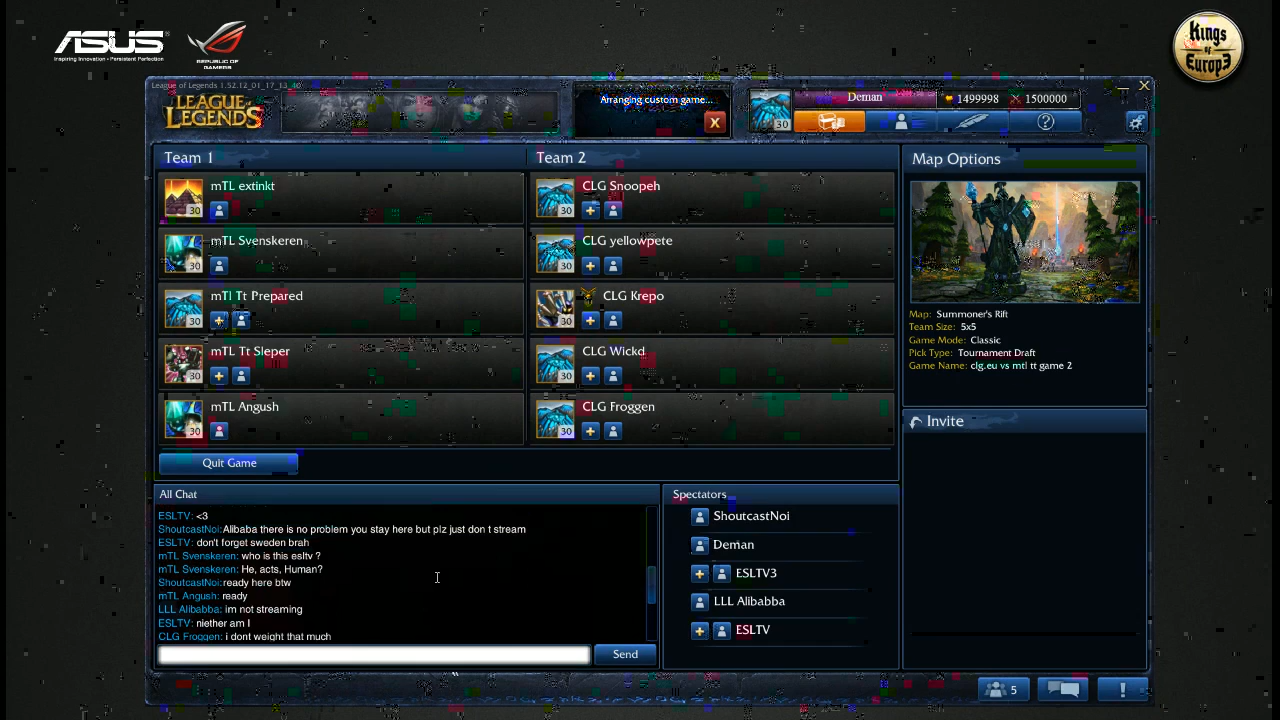 ASUS
Inspiring Innovation • Persistent Perfection
REPUBLIC OF GAMERS
Kings of Europ3
League of Legends 1.52.12_01_17_13_40
LEAGUE of LEGENDS
Arranging custom game...
X
30
Deman
1499998
1500000
Team 1
Team 2
Map Options
mTL extinkt
30
CLG Snoopeh
30
mTL Svenskeren
30
CLG yellowpete
30
mTl Tt Prepared
30
CLG Krepo
30
mTL Tt Sleper
30
CLG Wickd
30
mTL Angush
30
CLG Froggen
30
Map: Summoner's Rift
Team Size: 5x5
Game Mode: Classic
Pick Type: Tournament Draft
Game Name: clg.eu vs mtl tt game 2
Invite
Quit Game
All Chat
ESLTV: <3
ShoutcastNoi:Alibaba there is no problem you stay here but plz just don t stream
ESLTV: don't forget sweden brah
mTL Svenskeren: who is this esltv ?
mTL Svenskeren: He, acts, Human?
ShoutcastNoi:ready here btw
mTL Angush: ready
LLL Alibabba: im not streaming
ESLTV: niether am I
CLG Froggen: i dont weight that much
Send
Spectators
ShoutcastNoi
Deman
ESLTV3
LLL Alibabba
ESLTV
5